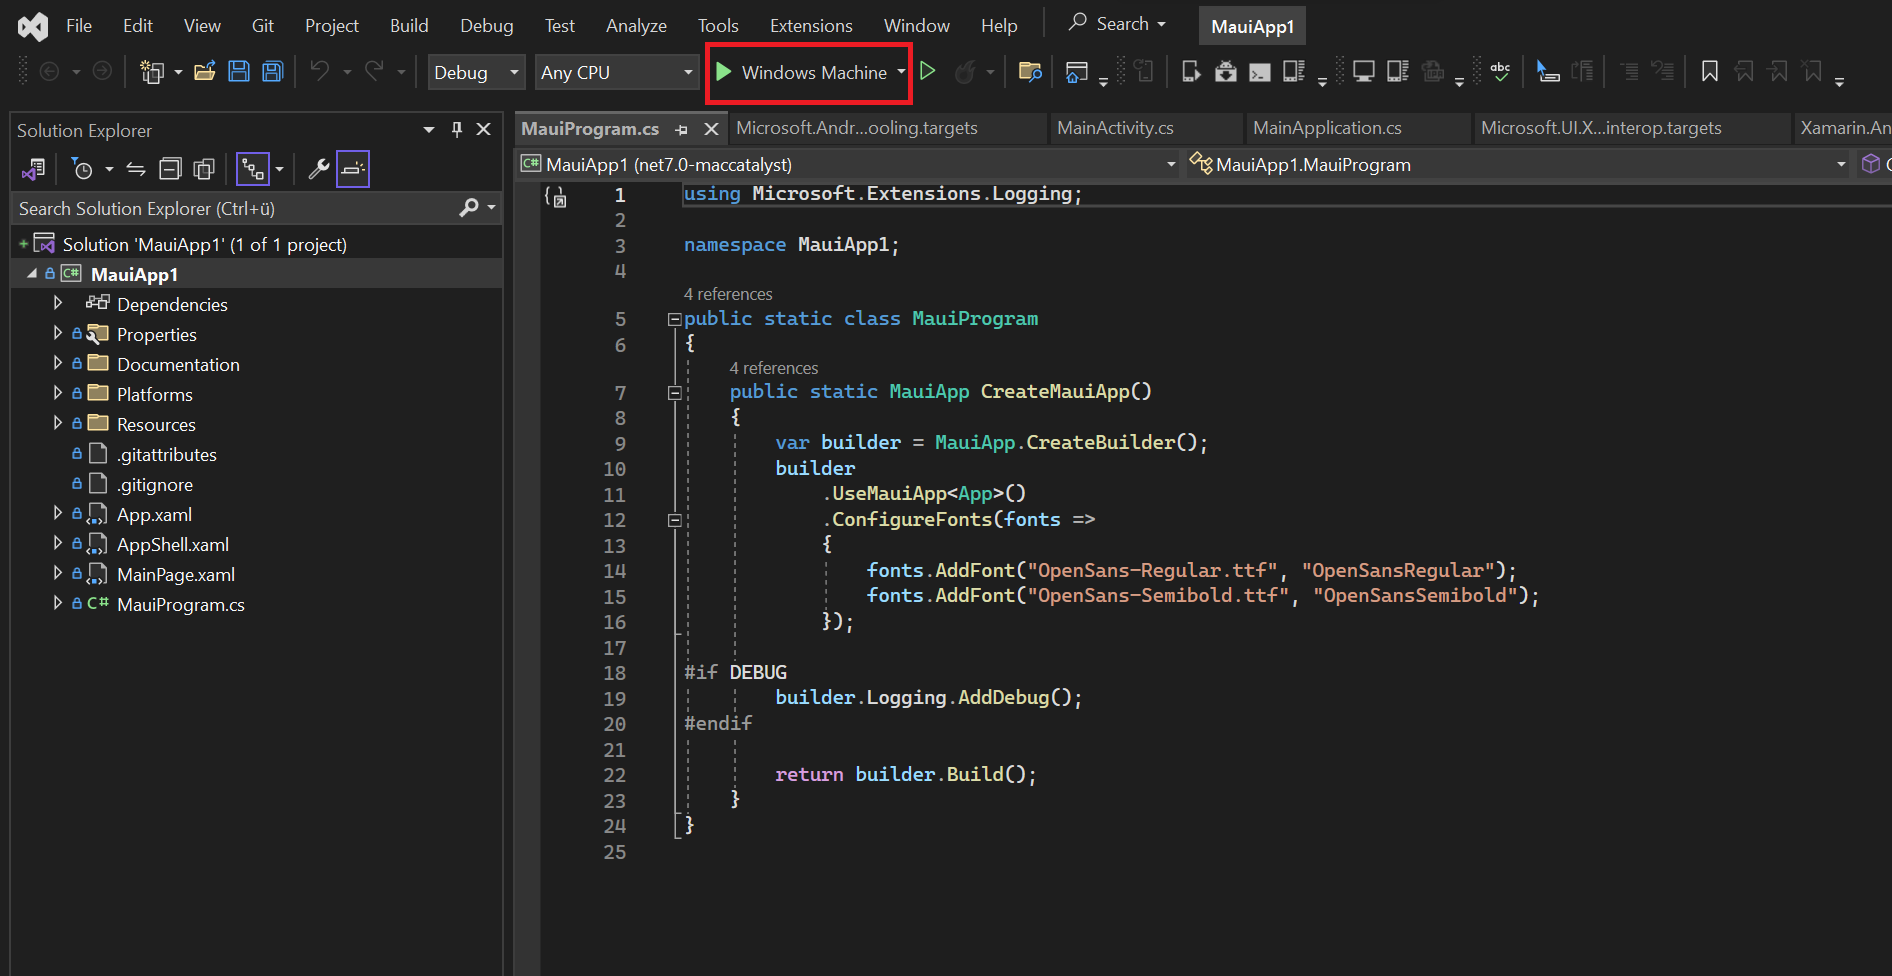 File Edit View Git Project Build Debug Test Analyze Tools Extensions Window Help Search MauiApp1
Debug Any CPU Windows Machine
Solution Explorer
Search Solution Explorer (Ctrl+ü)
Solution 'MauiApp1' (1 of 1 project)
C# MauiApp1
Dependencies
Properties
Documentation
Platforms
Resources
.gitattributes
.gitignore
App.xaml
AppShell.xaml
MainPage.xaml
C# MauiProgram.cs
MauiProgram.cs Microsoft.Andr...ooling.targets MainActivity.cs MainApplication.cs Microsoft.UI.X...interop.targets Xamarin.An
C# MauiApp1 (net7.0-maccatalyst) MauiApp1.MauiProgram
1 using Microsoft.Extensions.Logging;
2
3 namespace MauiApp1;
4
4 references
5 public static class MauiProgram
6 {
4 references
7 public static MauiApp CreateMauiApp()
8 {
9 var builder = MauiApp.CreateBuilder();
10 builder
11 .UseMauiApp<App>()
12 .ConfigureFonts(fonts =>
13 {
14 fonts.AddFont("OpenSans-Regular.ttf", "OpenSansRegular");
15 fonts.AddFont("OpenSans-Semibold.ttf", "OpenSansSemibold");
16 });
17
18 #if DEBUG
19 builder.Logging.AddDebug();
20 #endif
21
22 return builder.Build();
23 }
24 }
25